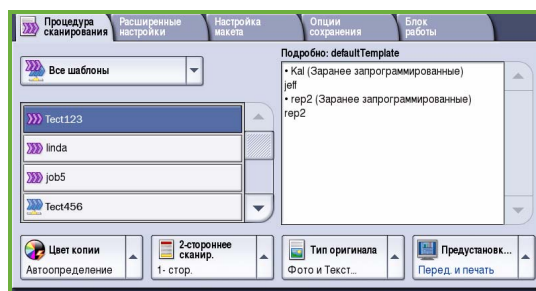 Процедура
сканирования
Расширенные
настройки
Настройка
макета
Опции
сохранения
Блок
работы
Все шаблоны
Подробно: defaultTemplate
• Kal (Заранее запрограммированные)
jeff
• rep2 (Заранее запрограммированные)
rep2
Тест123
linda
job5
Тест456
Цвет копии
Автоопределение
2-стороннее
сканир.
1- стор.
Тип оригинала
Фото и Текст...
Предустановк...
Перед. и печать